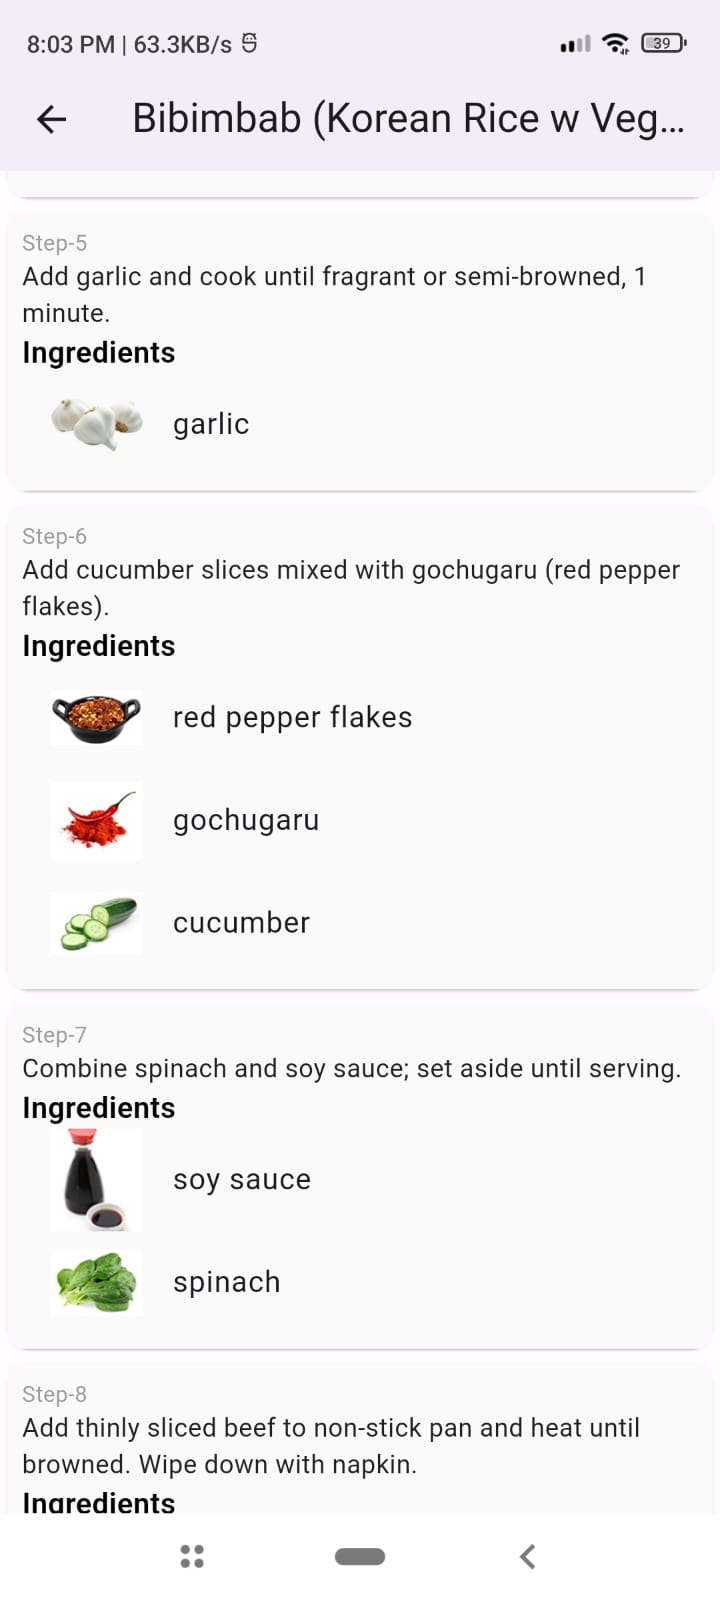 8:03 PM | 63.3KB/s
39
Bibimbab (Korean Rice w Veg...
Step-5
Add garlic and cook until fragrant or semi-browned, 1
minute.
Ingredients
garlic
Step-6
Add cucumber slices mixed with gochugaru (red pepper
flakes).
Ingredients
red pepper flakes
gochugaru
cucumber
Step-7
Combine spinach and soy sauce; set aside until serving.
Ingredients
soy sauce
spinach
Step-8
Add thinly sliced beef to non-stick pan and heat until
browned. Wipe down with napkin.
Ingredients